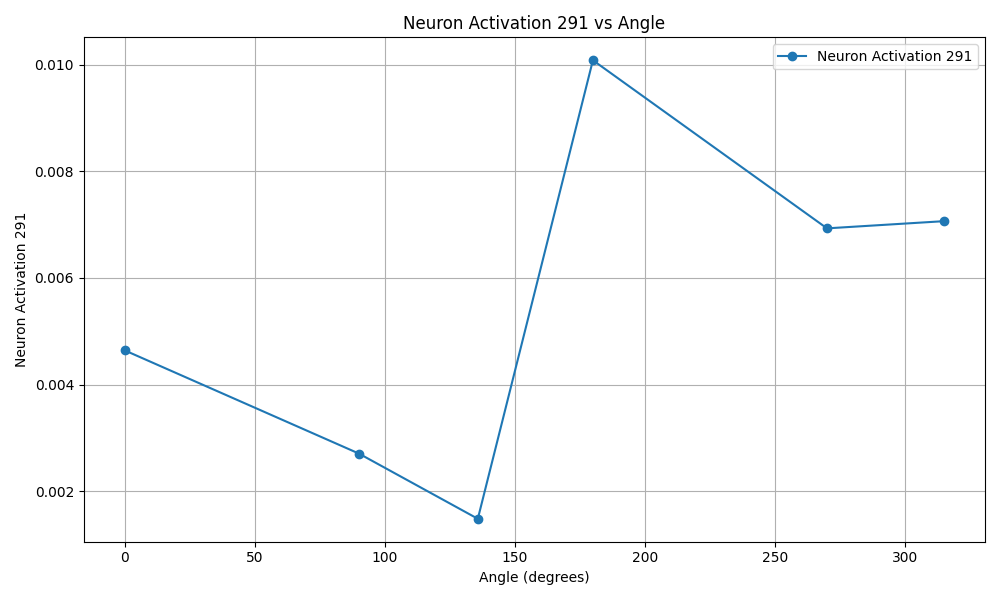 Neuron Activation 291 vs Angle
Neuron Activation 291
0.010
0.008
0.006
0.004
0.002
Neuron Activation 291
0 50 100 150 200 250 300
Angle (degrees)